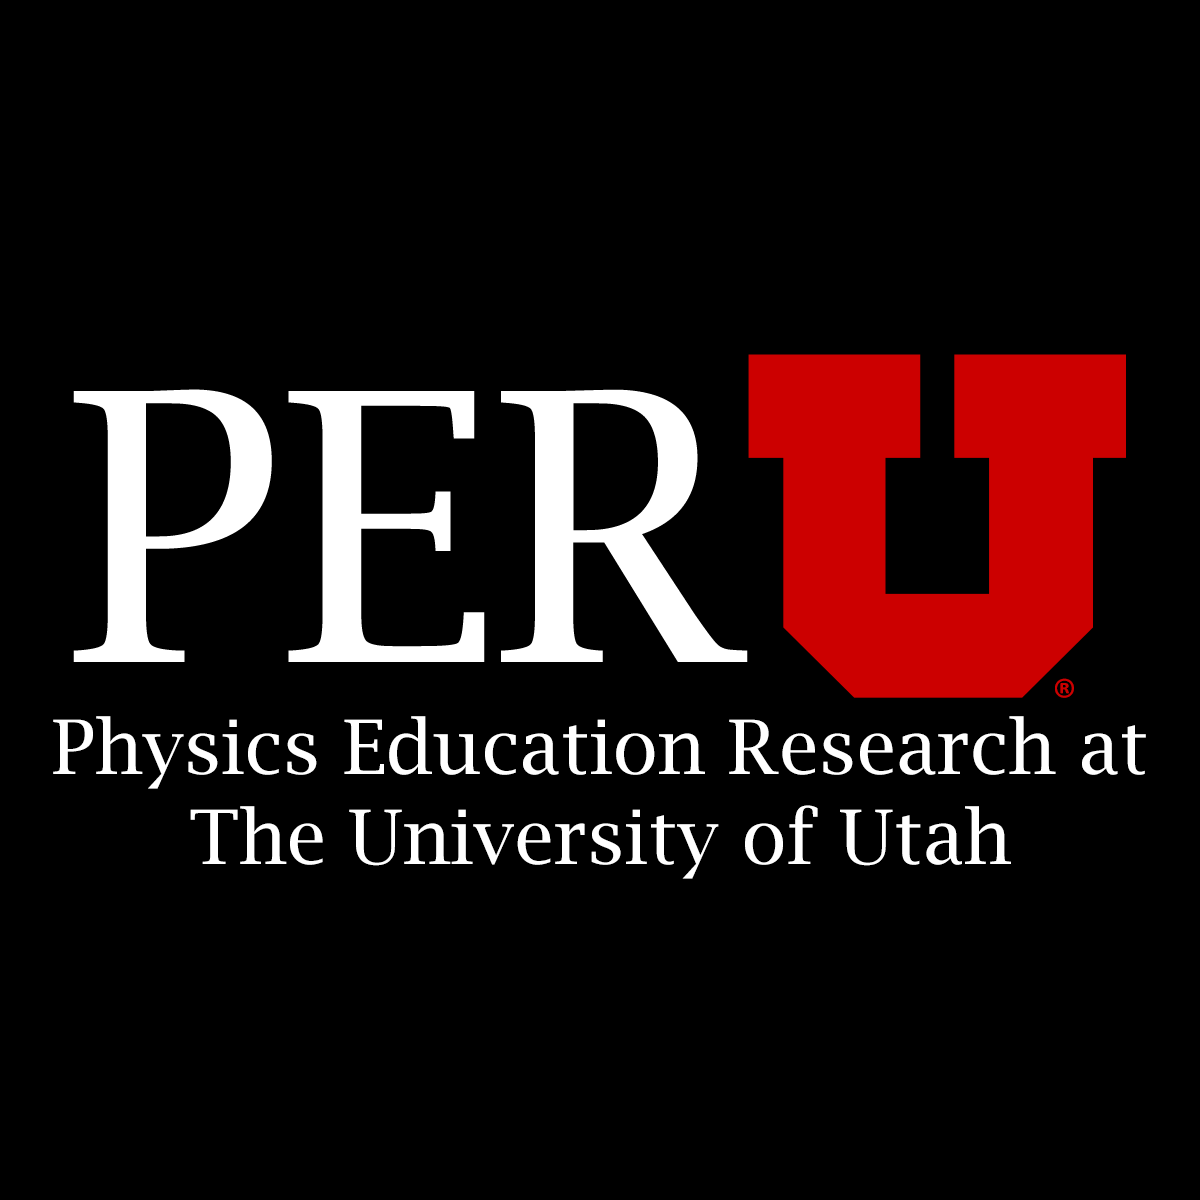 PERU®
Physics Education Research at
The University of Utah